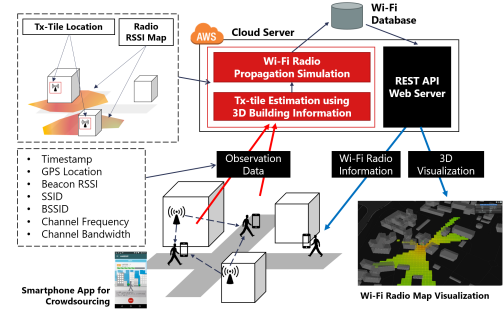 Tx-Tile Location
Radio
RSSI Map
Wi-Fi
Database
AWS
Cloud Server
Wi-Fi Radio
Propagation Simulation
Tx-tile Estimation using
3D Building Information
REST API
Web Server
• Timestamp
• GPS Location
• Beacon RSSI
• SSID
• BSSID
• Channel Frequency
• Channel Bandwidth
Observation
Data
Wi-Fi Radio
Information
3D
Visualization
Smartphone App for
Crowdsourcing
Wi-Fi Radio Map Visualization